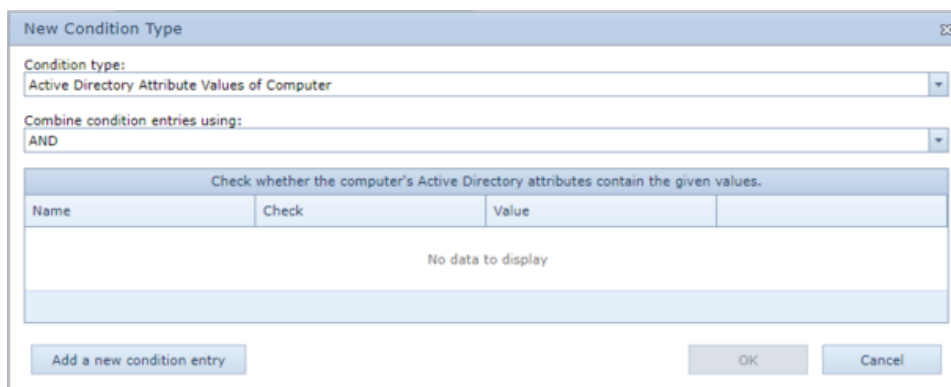 New Condition Type
Condition type:
Active Directory Attribute Values of Computer
Combine condition entries using:
AND
Check whether the computer's Active Directory attributes contain the given values.
Name Check Value
No data to display
Add a new condition entry OK Cancel